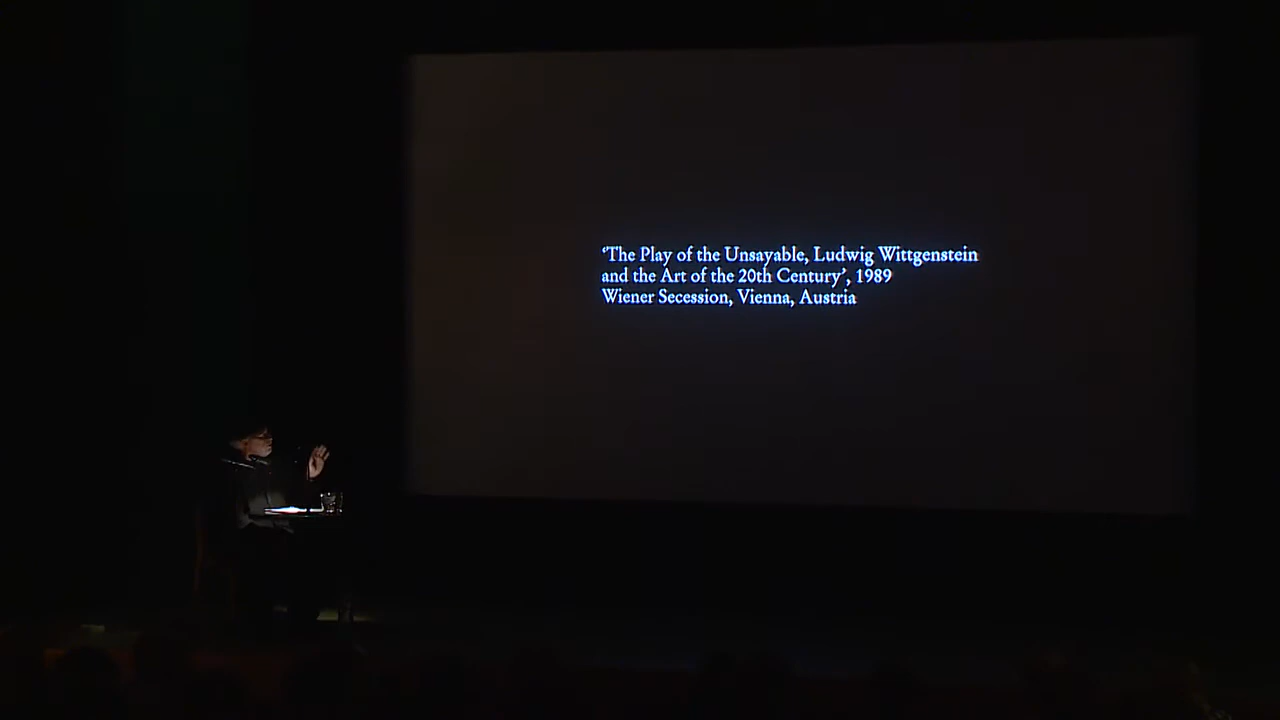 ‘The Play of the Unsayable, Ludwig Wittgenstein
and the Art of the 20th Century’, 1989
Wiener Secession, Vienna, Austria